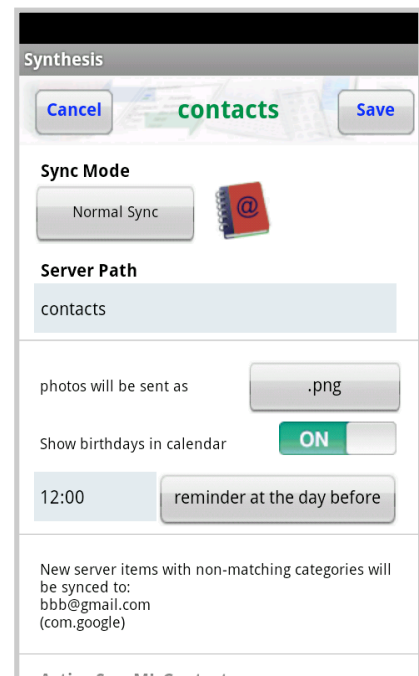 Synthesis
Cancel contacts Save
Sync Mode
Normal Sync
@
Server Path
contacts
photos will be sent as .png
Show birthdays in calendar ON
12:00 reminder at the day before
New server items with non-matching categories will
be synced to:
bbb@gmail.com
(com.google)